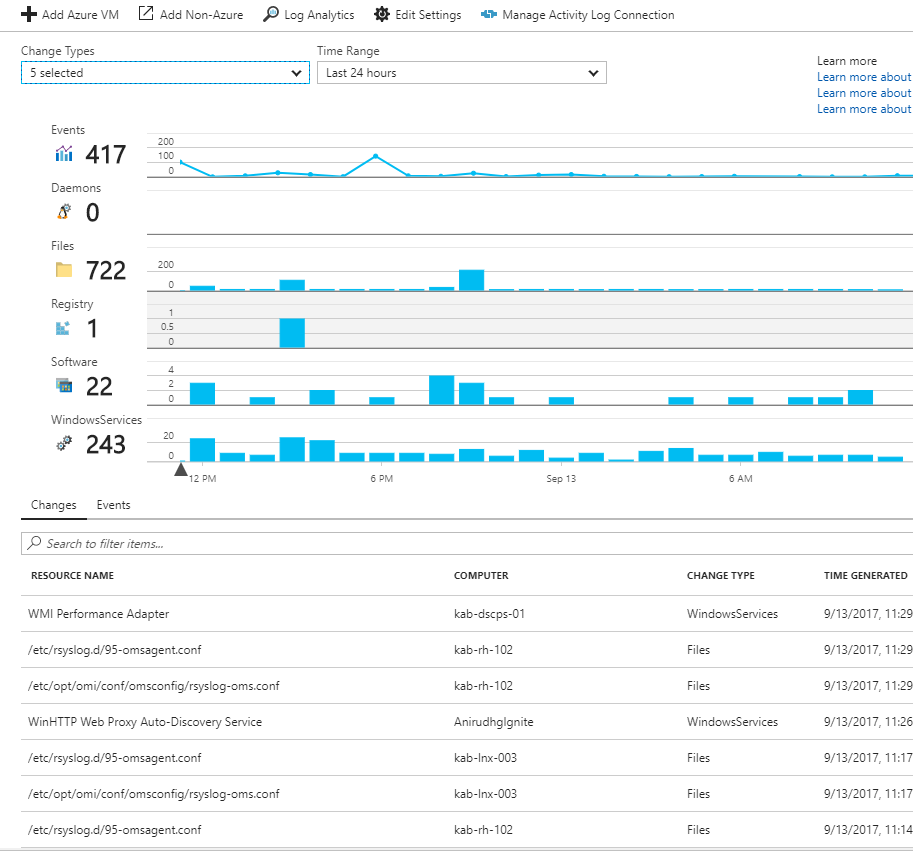 Add Azure VM Add Non-Azure Log Analytics Edit Settings Manage Activity Log Connection
Change Types Time Range
5 selected Last 24 hours
Learn more
Learn more about
Learn more about
Learn more about
Events
417
200
100
0
Daemons
0
Files
722
200
0
Registry
1
1
0.5
0
Software
22
4
2
0
WindowsServices
243
20
0
12 PM 6 PM Sep 13 6 AM
Changes Events
Search to filter items...
RESOURCE NAME COMPUTER CHANGE TYPE TIME GENERATED
WMI Performance Adapter kab-dscps-01 WindowsServices 9/13/2017, 11:29
/etc/rsyslog.d/95-omsagent.conf kab-rh-102 Files 9/13/2017, 11:29
/etc/opt/omi/conf/omsconfig/rsyslog-oms.conf kab-rh-102 Files 9/13/2017, 11:29
WinHTTP Web Proxy Auto-Discovery Service AnirudhgIgnite WindowsServices 9/13/2017, 11:26
/etc/rsyslog.d/95-omsagent.conf kab-lnx-003 Files 9/13/2017, 11:17
/etc/opt/omi/conf/omsconfig/rsyslog-oms.conf kab-lnx-003 Files 9/13/2017, 11:17
/etc/rsyslog.d/95-omsagent.conf kab-rh-102 Files 9/13/2017, 11:14